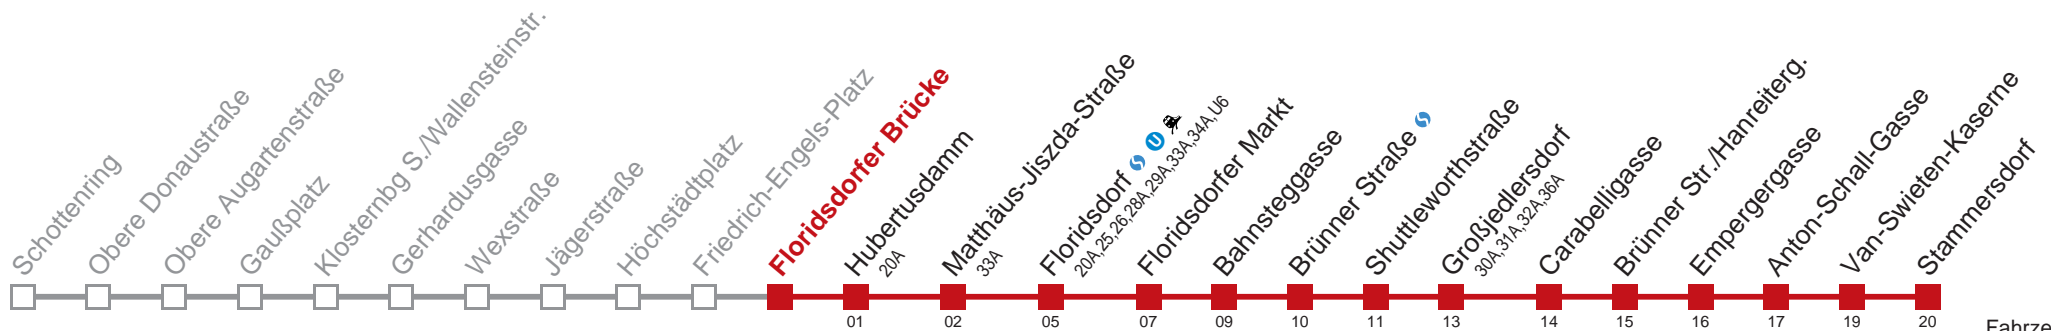 Schottenring
Obere Donaustraße
Obere Augartenstraße
Gaußplatz
Klosternbg S./Wallensteinstr.
Gerhardusgasse
Wexstraße
Jägerstraße
Höchstädtplatz
Friedrich-Engels-Platz
Floridsdorfer Brücke
Hubertusdamm
20A
Matthäus-Jiszda-Straße
33A
Floridsdorf S U
20A,25,26,28A,29A,33A,34A,U6
Floridsdorfer Markt
Bahnsteggasse
Brünner Straße S
Shuttleworthstraße
Großjedlersdorf
30A,31A,32A,36A
Carabelligasse
Brünner Str./Hanreiterg.
Empergergasse
Anton-Schall-Gasse
Van-Swieten-Kaserne
Stammersdorf
01 02 05 07 09 10 11 13 14 15 16 17 19 20
Fahrze